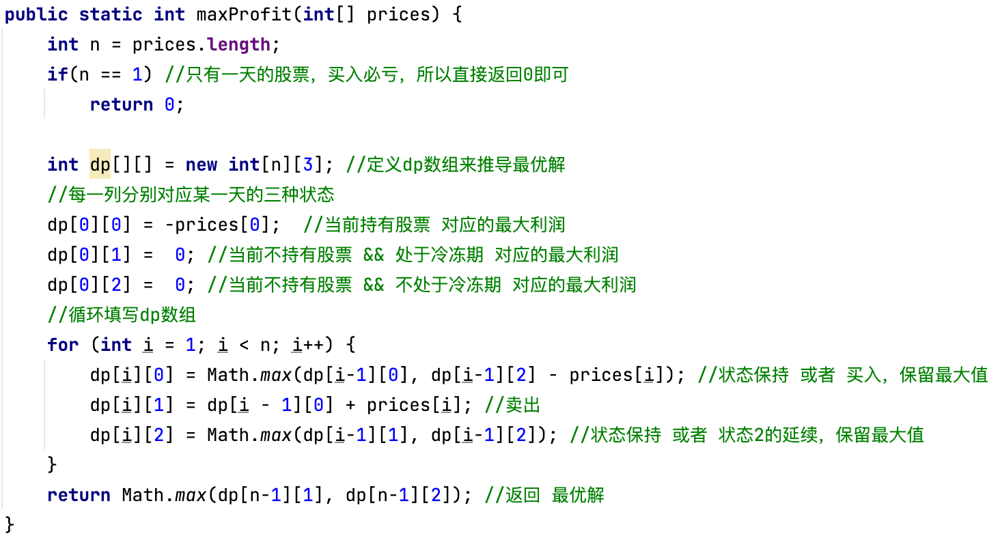 public static int maxProfit(int[] prices) {
    int n = prices.length;
    if(n == 1) //只有一天的股票，买入必亏，所以直接返回0即可
        return 0;

    int dp[][] = new int[n][3]; //定义dp数组来推导最优解
    //每一列分别对应某一天的三种状态
    dp[0][0] = -prices[0];  //当前持有股票 对应的最大利润
    dp[0][1] =  0; //当前不持有股票 && 处于冷冻期 对应的最大利润
    dp[0][2] =  0; //当前不持有股票 && 不处于冷冻期 对应的最大利润
    //循环填写dp数组
    for (int i = 1; i < n; i++) {
        dp[i][0] = Math.max(dp[i-1][0], dp[i-1][2] - prices[i]); //状态保持 或者 买入，保留最大值
        dp[i][1] = dp[i - 1][0] + prices[i]; //卖出
        dp[i][2] = Math.max(dp[i-1][1], dp[i-1][2]); //状态保持 或者 状态2的延续，保留最大值
    }
    return Math.max(dp[n-1][1], dp[n-1][2]); //返回 最优解
}